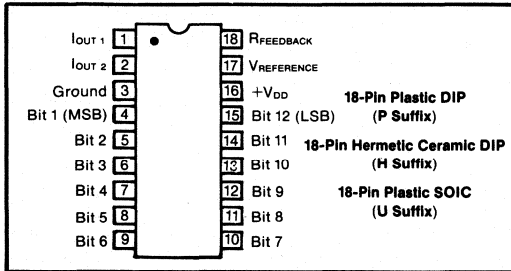 IOUT 1 1 18 RFEEDBACK
IOUT 2 2 17 VREFERENCE
Ground 3 16 +VDD
Bit 1 (MSB) 4 15 Bit 12 (LSB)
Bit 2 5 14 Bit 11
Bit 3 6 13 Bit 10
Bit 4 7 12 Bit 9
Bit 5 8 11 Bit 8
Bit 6 9 10 Bit 7
18-Pin Plastic DIP
(P Suffix)
18-Pin Hermetic Ceramic DIP
(H Suffix)
18-Pin Plastic SOIC
(U Suffix)